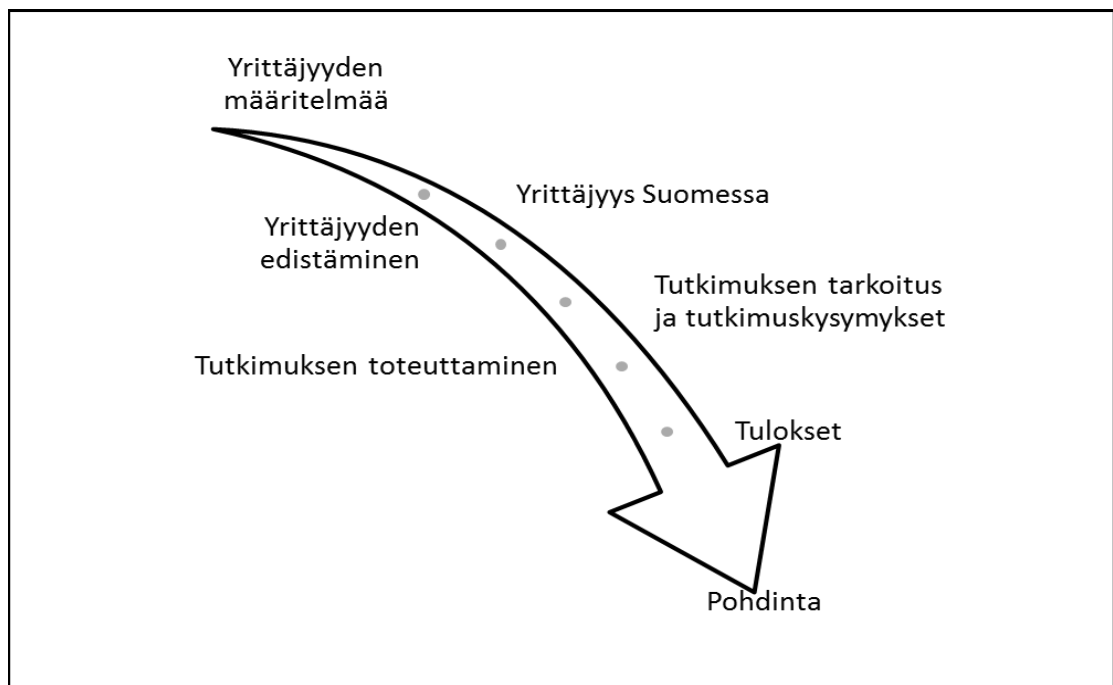 Yrittäjyyden
määritelmää
Yrittäjyys Suomessa
Yrittäjyyden
edistäminen
Tutkimuksen tarkoitus
ja tutkimuskysymykset
Tutkimuksen toteuttaminen
Tulokset
Pohdinta